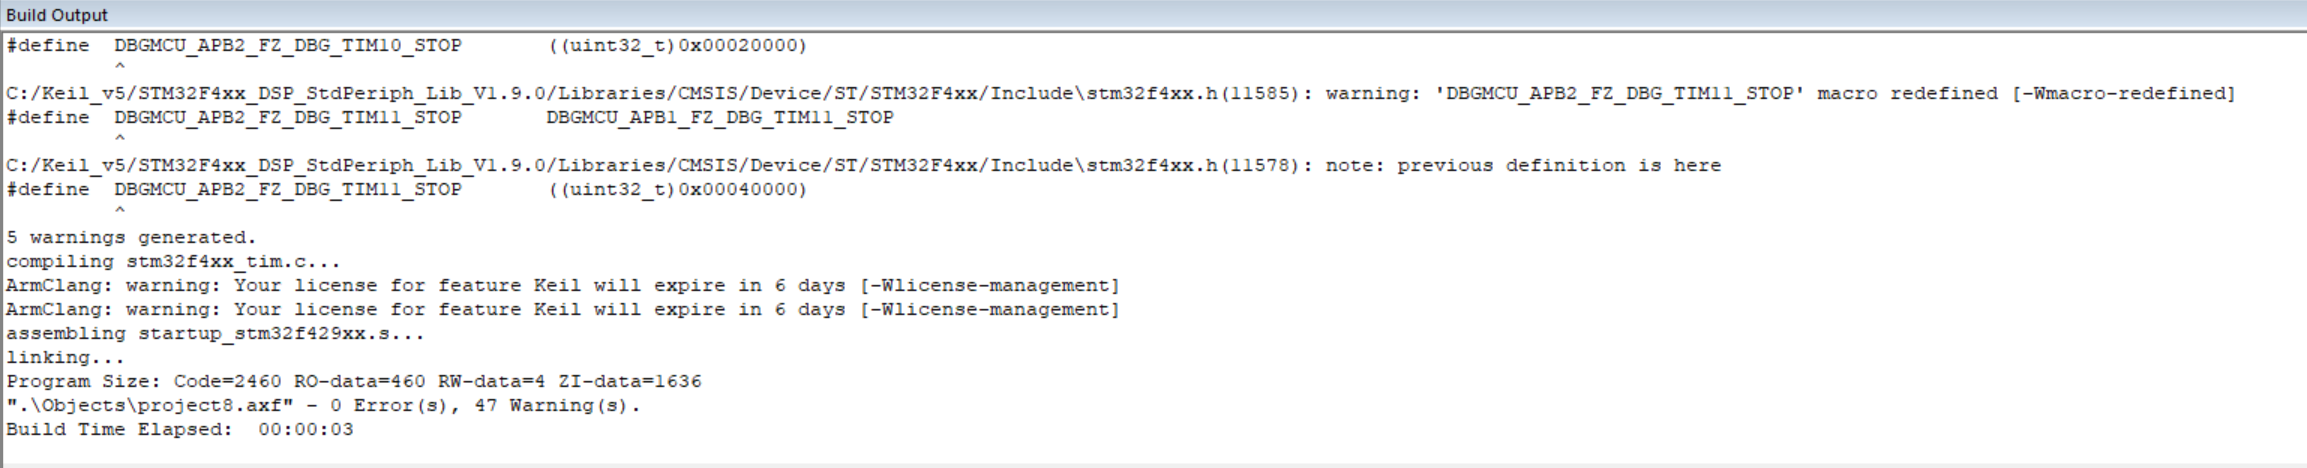 Build Output
#define  DBGMCU_APB2_FZ_DBG_TIM10_STOP       ((uint32_t)0x00020000)
         ^
C:/Keil_v5/STM32F4xx_DSP_StdPeriph_Lib_V1.9.0/Libraries/CMSIS/Device/ST/STM32F4xx/Include\stm32f4xx.h(11585): warning: 'DBGMCU_APB2_FZ_DBG_TIM11_STOP' macro redefined [-Wmacro-redefined]
#define  DBGMCU_APB2_FZ_DBG_TIM11_STOP       DBGMCU_APB1_FZ_DBG_TIM11_STOP
         ^
C:/Keil_v5/STM32F4xx_DSP_StdPeriph_Lib_V1.9.0/Libraries/CMSIS/Device/ST/STM32F4xx/Include\stm32f4xx.h(11578): note: previous definition is here
#define  DBGMCU_APB2_FZ_DBG_TIM11_STOP       ((uint32_t)0x00040000)
         ^
5 warnings generated.
compiling stm32f4xx_tim.c...
ArmClang: warning: Your license for feature Keil will expire in 6 days [-Wlicense-management]
ArmClang: warning: Your license for feature Keil will expire in 6 days [-Wlicense-management]
assembling startup_stm32f429xx.s...
linking...
Program Size: Code=2460 RO-data=460 RW-data=4 ZI-data=1636
".\Objects\project8.axf" - 0 Error(s), 47 Warning(s).
Build Time Elapsed:  00:00:03